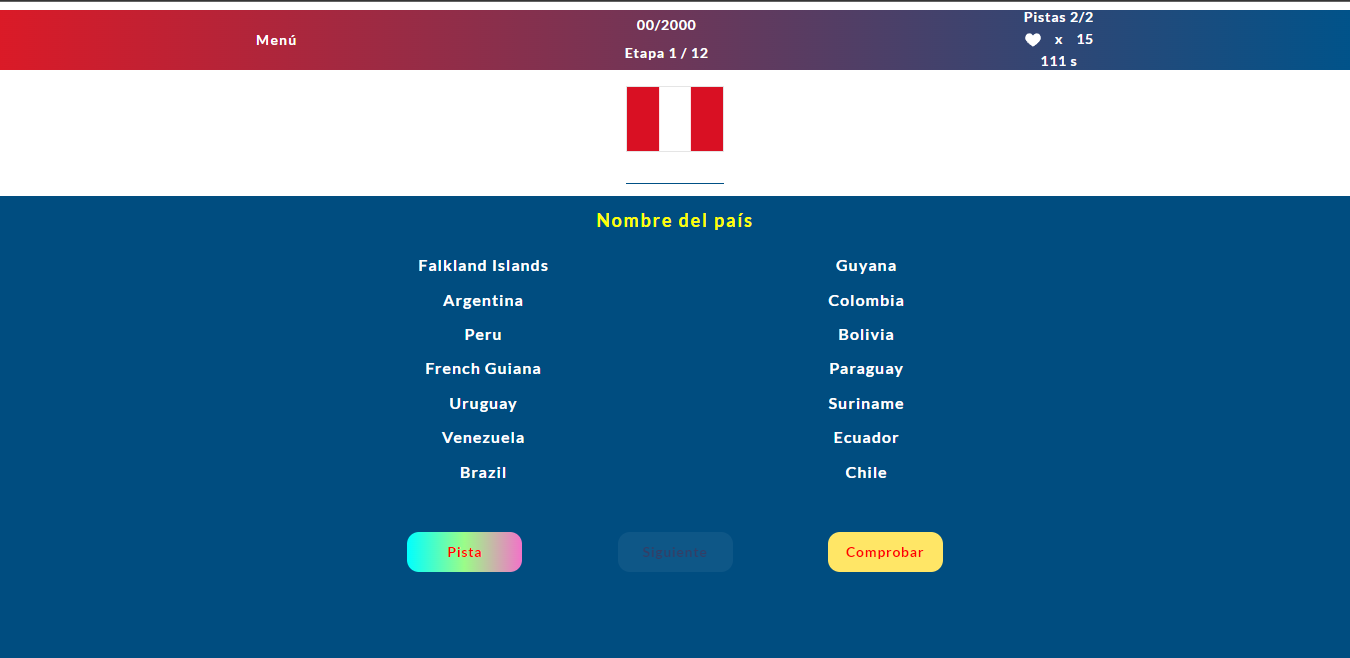 Menú
00/2000
Etapa 1 / 12
Pistas 2/2
x 15
111 s
Nombre del país
Falkland Islands
Guyana
Argentina
Colombia
Peru
Bolivia
French Guiana
Paraguay
Uruguay
Suriname
Venezuela
Ecuador
Brazil
Chile
Pista
Siguiente
Comprobar